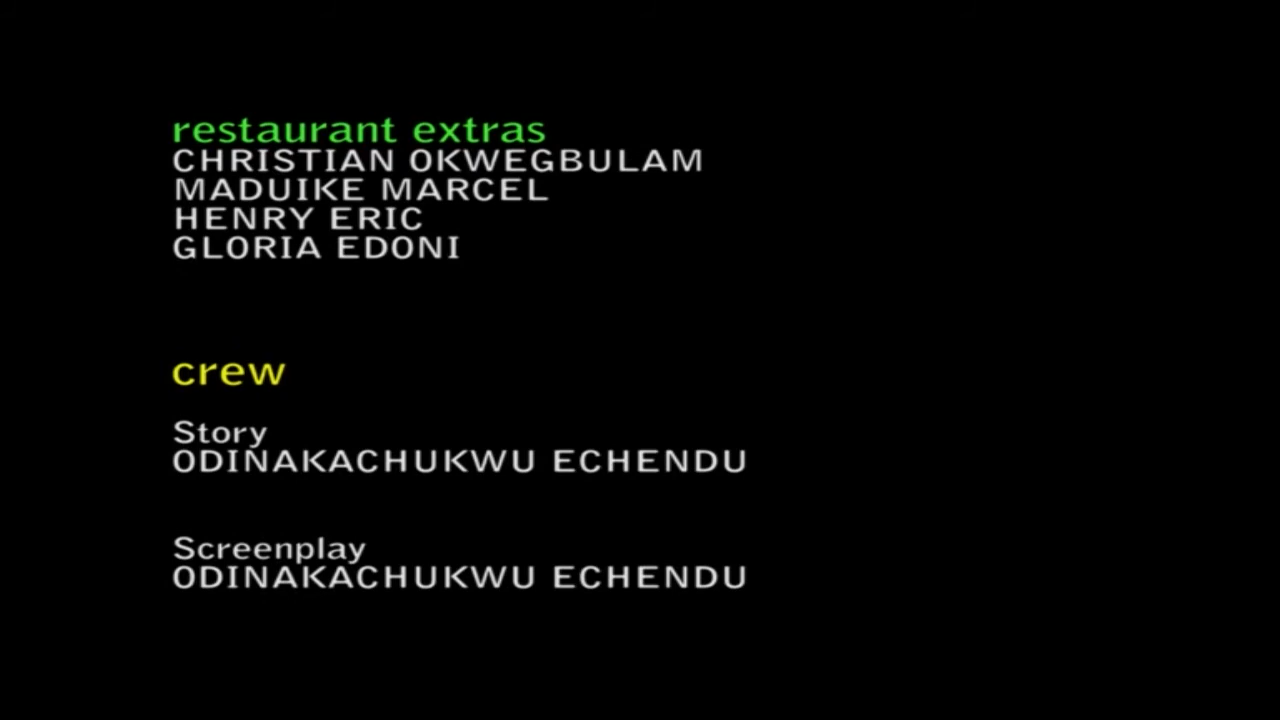 restaurant extras
CHRISTIAN OKWEGBULAM
MADUIKE MARCEL
HENRY ERIC
GLORIA EDONI
crew
Story
ODINAKACHUKWU ECHENDU
Screenplay
ODINAKACHUKWU ECHENDU